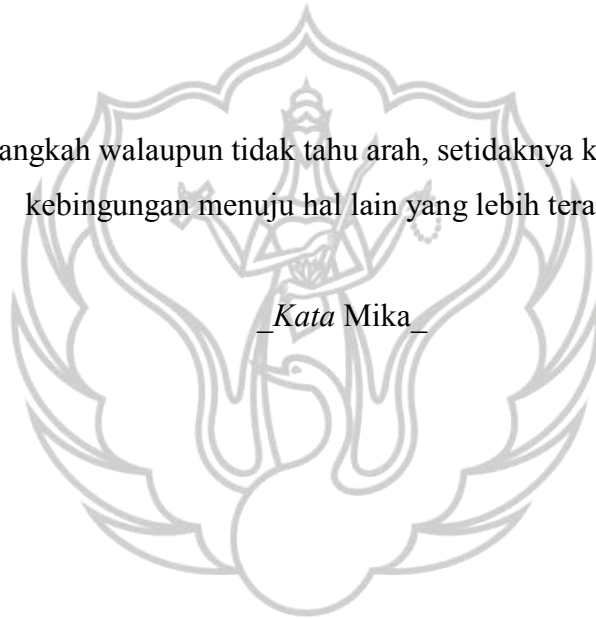 angkah walaupun tidak tahu arah, setidaknya k
kebingungan menuju hal lain yang lebih tera
_Kata Mika_